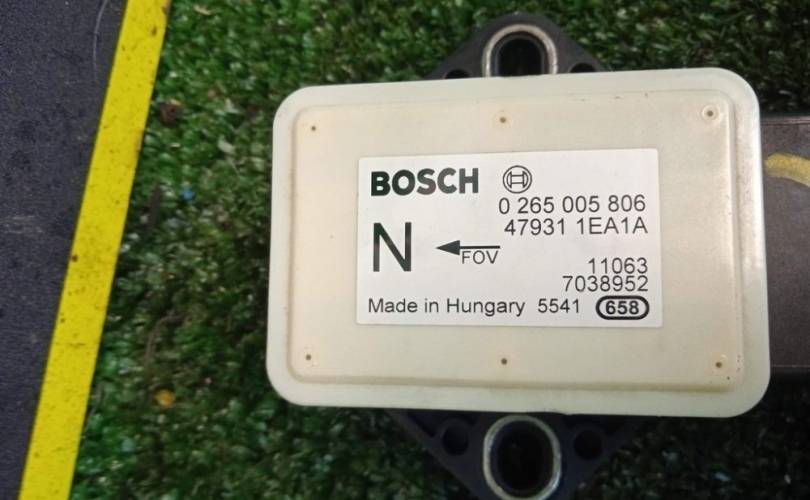 BOSCH
0 265 005 806
47931 1EA1A
N
FOV
11063
7038952
Made in Hungary 5541 658